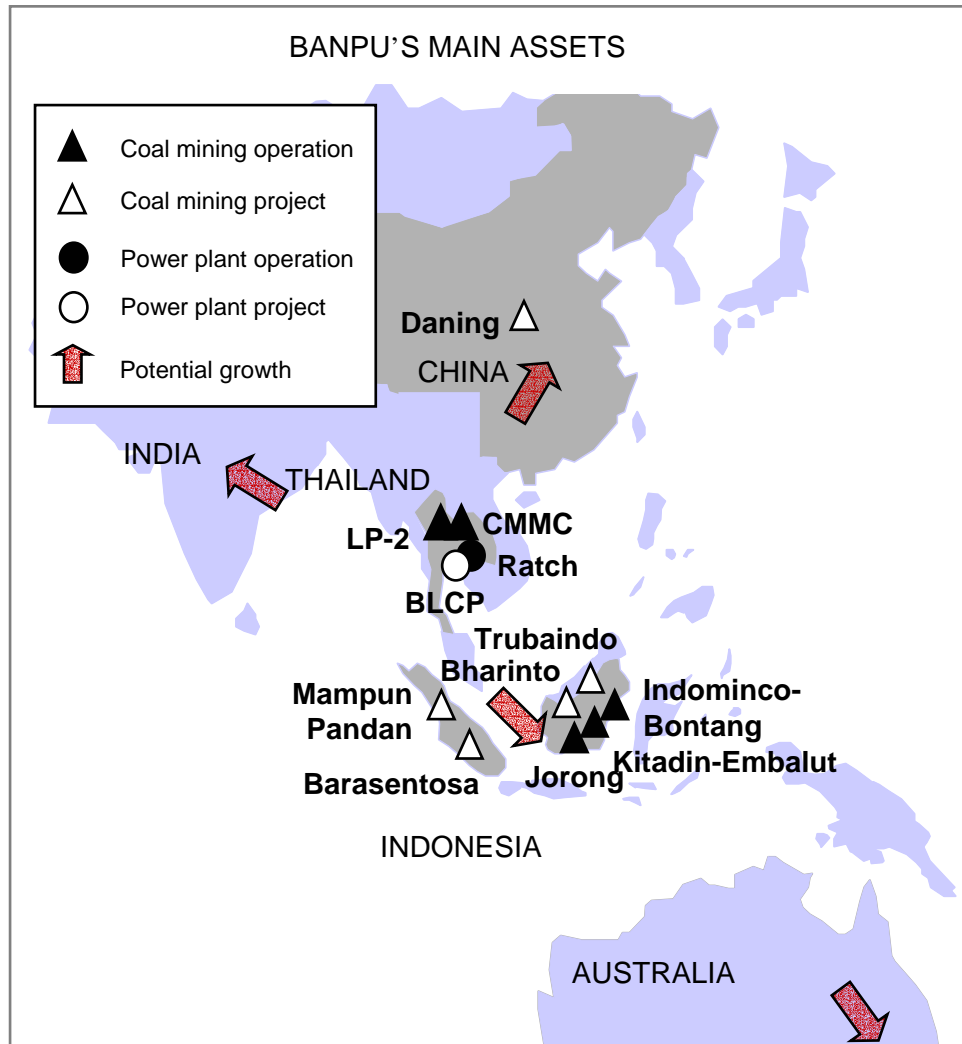 BANPU’S MAIN ASSETS
Coal mining operation
Coal mining project
Power plant operation
Power plant project
Potential growth
Daning
CHINA
INDIA
THAILAND
LP-2
CMMC
Ratch
BLCP
Trubaindo
Bharinto
Mampun
Pandan
Indominco-
Bontang
Kitadin-Embalut
Barasentosa
Jorong
INDONESIA
AUSTRALIA